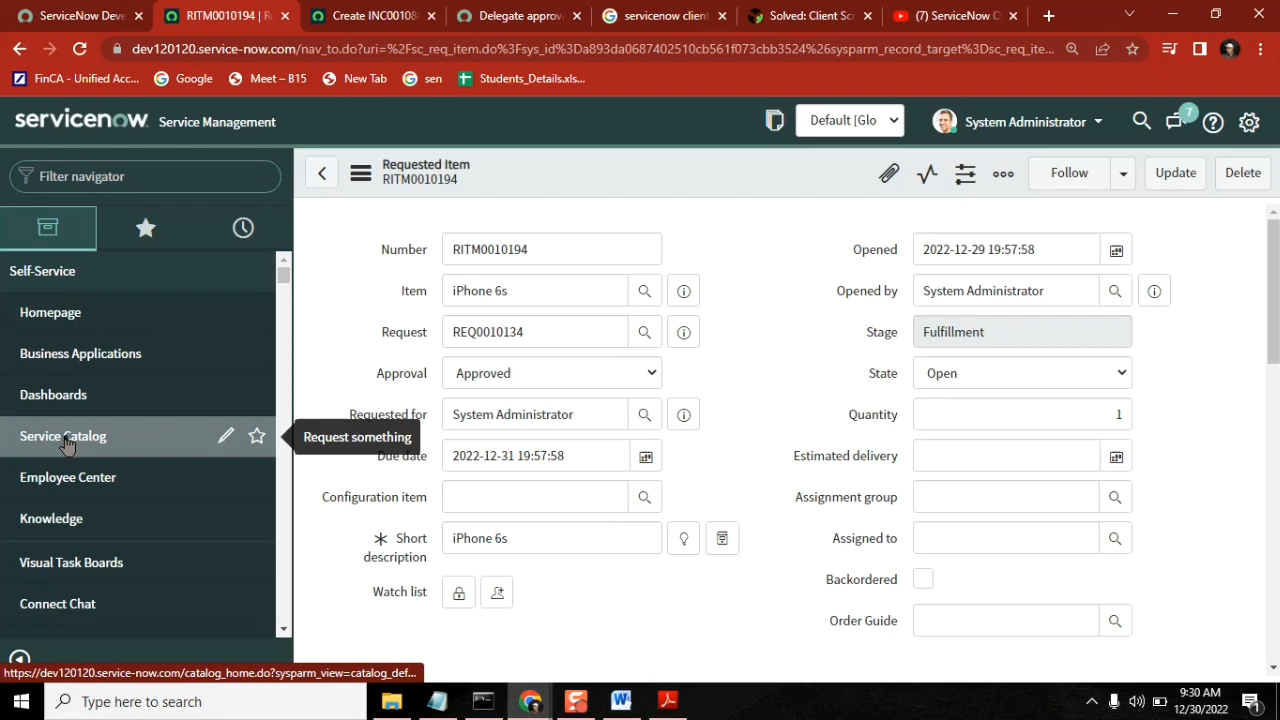 ServiceNow Deve
RITM0010194 | R
Create INC00108
Delegate approv
servicenow client
Solved: Client Sc
(7) ServiceNow O
dev120120.service-now.com/nav_to.do?uri=%2Fsc_req_item.do%3Fsys_id%3Da893da0687402510cb561f073cbb3524%26sysparm_record_target%3Dsc_req_ite...
FinCA - Unified Acc...
Google
Meet – B15
New Tab
sen
Students_Details.xls...
servicenow Service Management
Default [Glo
System Administrator
7
Filter navigator
Requested Item
RITM0010194
Follow
Update
Delete
Self-Service
Homepage
Business Applications
Dashboards
Service Catalog
Request something
Employee Center
Knowledge
Visual Task Boards
Connect Chat
Number RITM0010194
Item iPhone 6s
Request REQ0010134
Approval Approved
Requested for System Administrator
Due date 2022-12-31 19:57:58
Configuration item
Short description iPhone 6s
Watch list
Opened 2022-12-29 19:57:58
Opened by System Administrator
Stage Fulfillment
State Open
Quantity 1
Estimated delivery
Assignment group
Assigned to
Backordered
Order Guide
https://dev120120.service-now.com/catalog_home.do?sysparm_view=catalog_def...
Type here to search
9:30 AM
12/30/2022
1